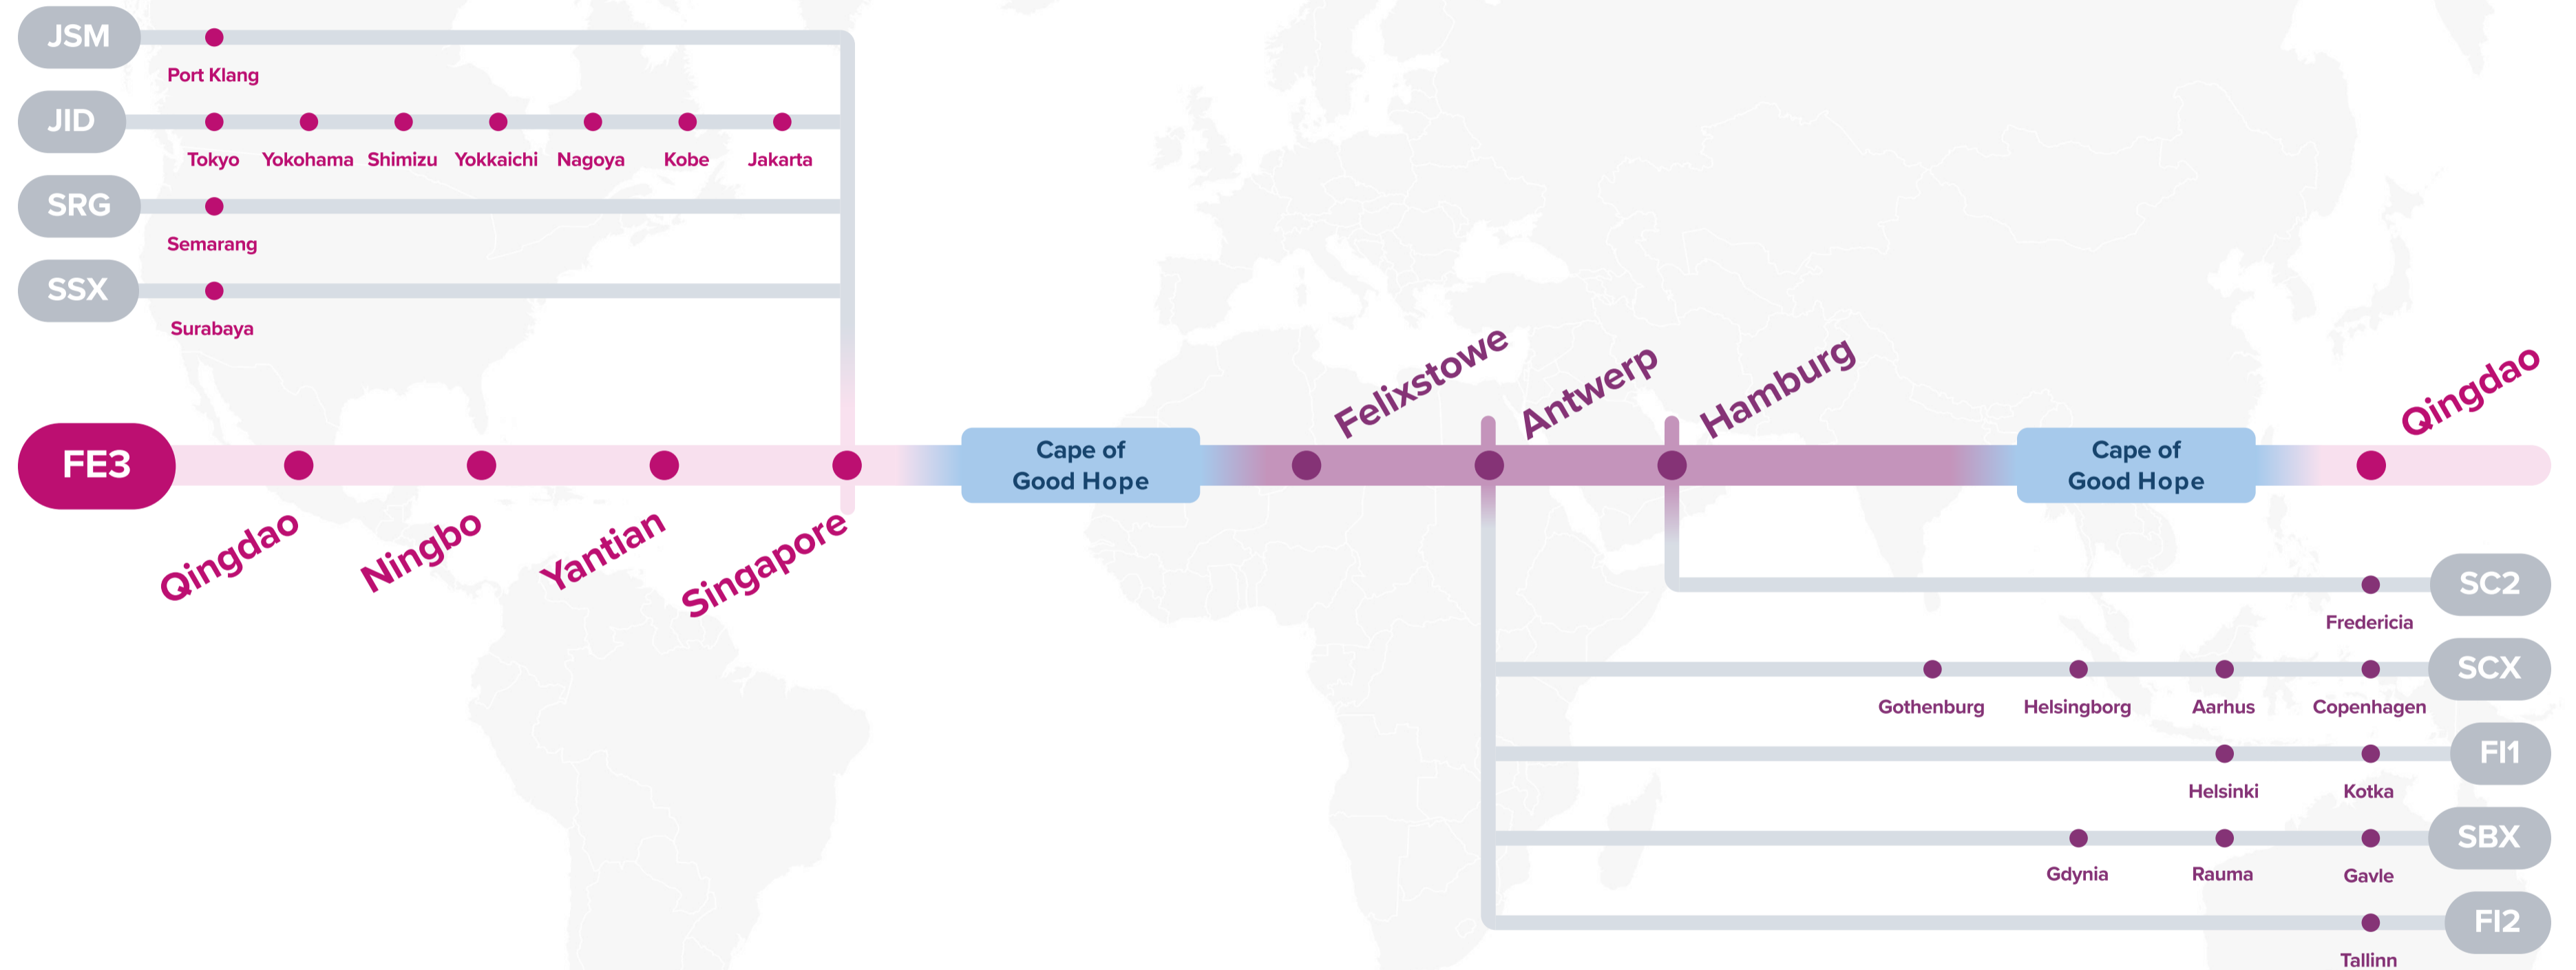 JSM
Port Klang
JID
Tokyo Yokohama Shimizu Yokkaichi Nagoya Kobe Jakarta
SRG
Semarang
SSX
Surabaya
Felixstowe Antwerp Hamburg Qingdao
FE3
Cape of
Good Hope
Cape of
Good Hope
Qingdao Ningbo Yantian Singapore
SC2
Fredericia
SCX
Gothenburg Helsingborg Aarhus Copenhagen
FI1
Helsinki Kotka
SBX
Gdynia Rauma Gavle
FI2
Tallinn